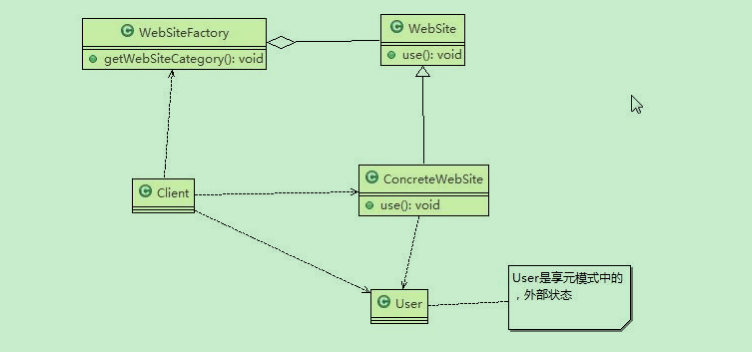 WebSiteFactory
getWebSiteCategory(): void
WebSite
use(): void
Client
ConcreteWebSite
use(): void
User
User是享元模式中的
，外部状态